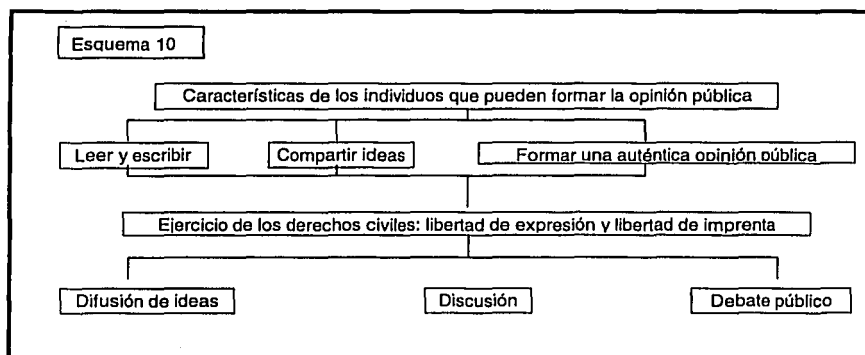 Esquema 10
Características de los individuos que pueden formar la opinión pública
Leer y escribir
Compartir ideas
Formar una auténtica opinión pública
Ejercicio de los derechos civiles: libertad de expresión y libertad de imprenta
Difusión de ideas
Discusión
Debate público